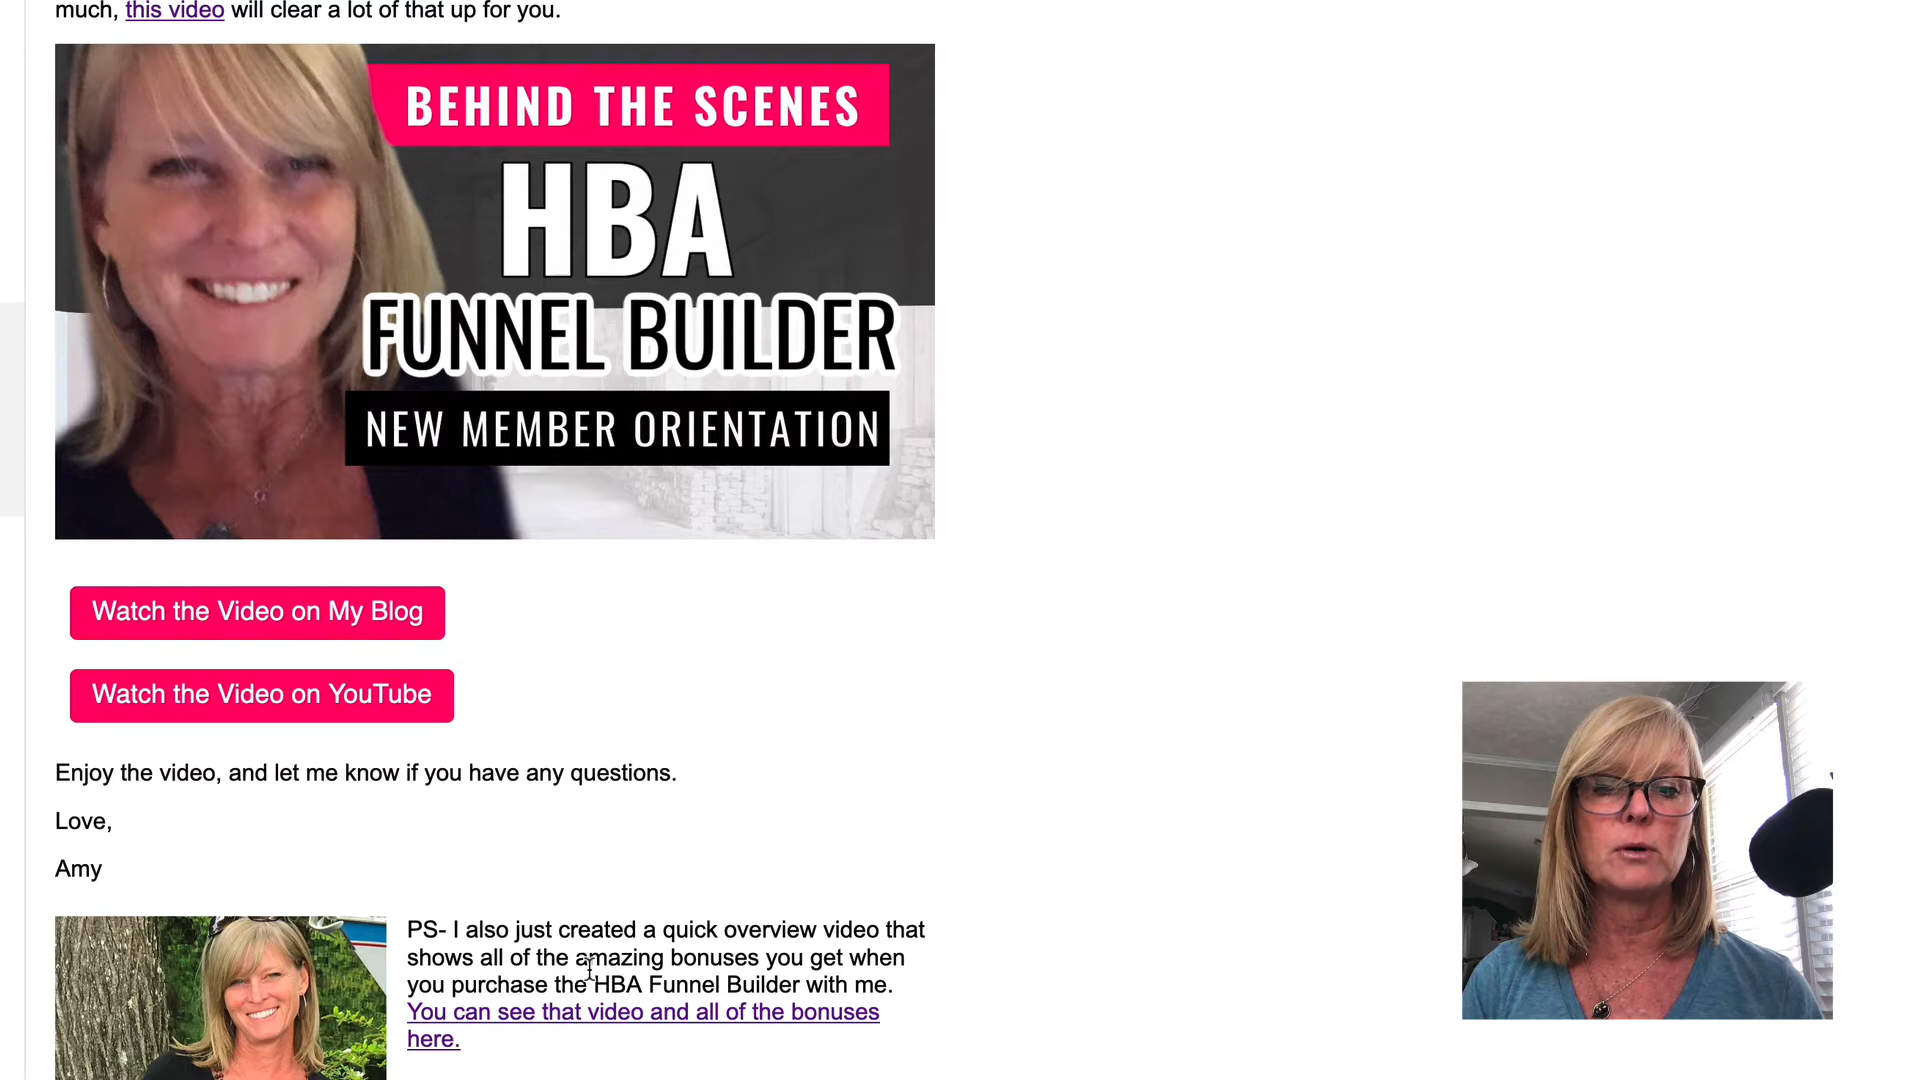 much, this video will clear a lot of that up for you.
BEHIND THE SCENES
HBA
FUNNEL BUILDER
NEW MEMBER ORIENTATION
Watch the Video on My Blog
Watch the Video on YouTube
Enjoy the video, and let me know if you have any questions.
Love,
Amy
PS- I also just created a quick overview video that
shows all of the amazing bonuses you get when
you purchase the HBA Funnel Builder with me.
You can see that video and all of the bonuses
here.